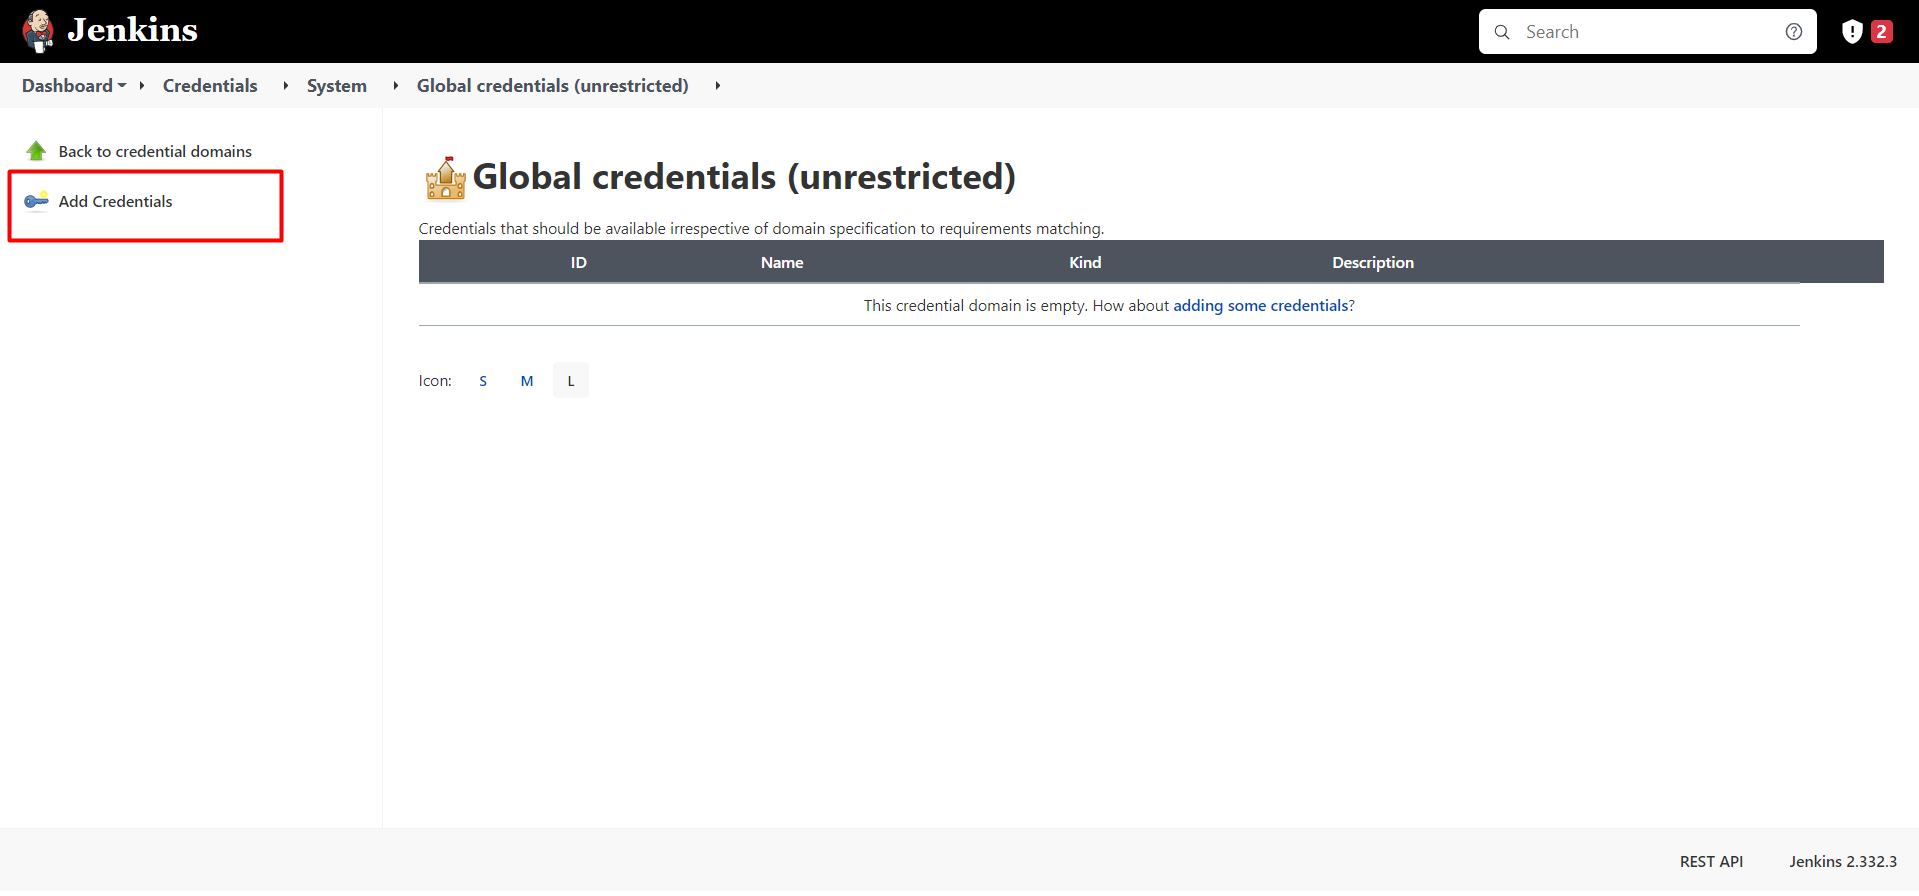 Jenkins
Search
2
Dashboard Credentials System Global credentials (unrestricted)
Back to credential domains
Add Credentials
Global credentials (unrestricted)
Credentials that should be available irrespective of domain specification to requirements matching.
ID Name Kind Description
This credential domain is empty. How about adding some credentials?
Icon: S M L
REST API Jenkins 2.332.3